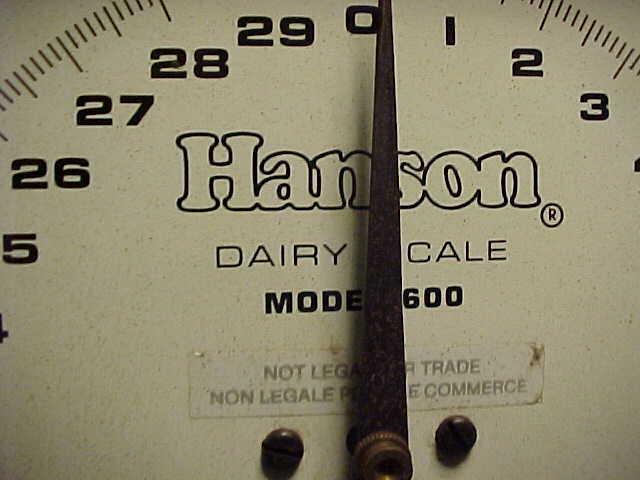 29 0 1
28 2
27 3
26
5
Hanson®
DAIRY CALE
MODE 600
NOT LEGA R TRADE
NON LEGALE P E COMMERCE